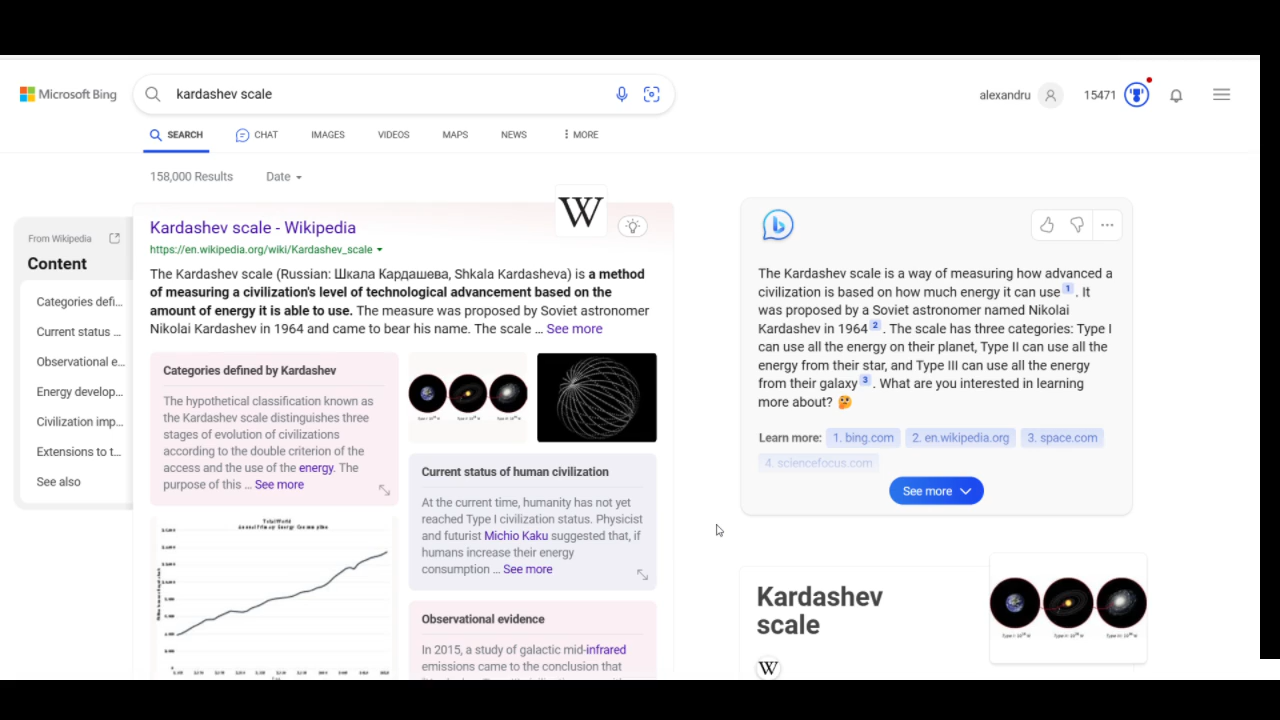 Microsoft Bing
kardashev scale
alexandru
15471
SEARCH
CHAT
IMAGES
VIDEOS
MAPS
NEWS
MORE
158,000 Results
Date
From Wikipedia
Content
Categories defi...
Current status ...
Observational e...
Energy develop...
Civilization imp...
Extensions to t...
See also
Kardashev scale - Wikipedia
https://en.wikipedia.org/wiki/Kardashev_scale
W
The Kardashev scale (Russian: Шкала Кардашева, Shkala Kardasheva) is a method
of measuring a civilization's level of technological advancement based on the
amount of energy it is able to use. The measure was proposed by Soviet astronomer
Nikolai Kardashev in 1964 and came to bear his name. The scale ... See more
Categories defined by Kardashev
The hypothetical classification known as
the Kardashev scale distinguishes three
stages of evolution of civilizations
according to the double criterion of the
access and the use of the energy. The
purpose of this ... See more
Current status of human civilization
At the current time, humanity has not yet
reached Type I civilization status. Physicist
and futurist Michio Kaku suggested that, if
humans increase their energy
consumption ... See more
Total World
Annual Primary Energy Consumption
Observational evidence
In 2015, a study of galactic mid-infrared
emissions came to the conclusion that
b
The Kardashev scale is a way of measuring how advanced a
civilization is based on how much energy it can use 1 . It
was proposed by a Soviet astronomer named Nikolai
Kardashev in 1964 2 . The scale has three categories: Type I
can use all the energy on their planet, Type II can use all the
energy from their star, and Type III can use all the energy
from their galaxy 3 . What are you interested in learning
more about? 🤔
Learn more: 1. bing.com 2. en.wikipedia.org 3. space.com
4. sciencefocus.com
See more
Kardashev
scale
W